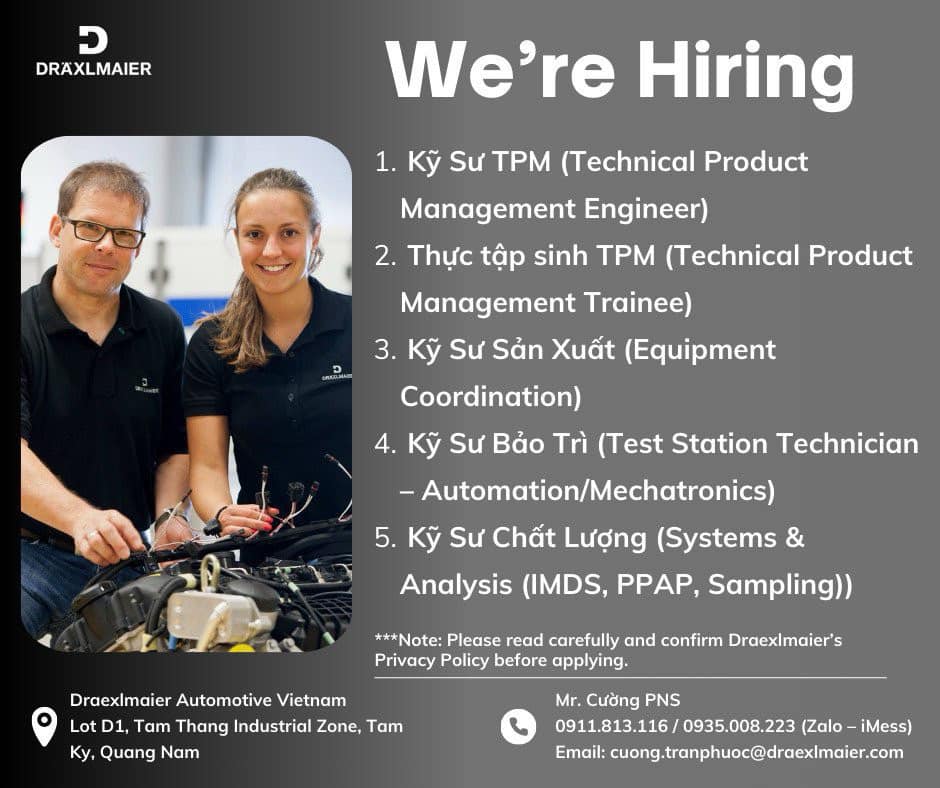 DRÄXLMAIER
We're Hiring
1. Kỹ Sư TPM (Technical Product
Management Engineer)
2. Thực tập sinh TPM (Technical Product
Management Trainee)
3. Kỹ Sư Sản Xuất (Equipment
Coordination)
4. Kỹ Sư Bảo Trì (Test Station Technician
– Automation/Mechatronics)
5. Kỹ Sư Chất Lượng (Systems &
Analysis (IMDS, PPAP, Sampling))
DRÄXLMAIER
DRÄXLMAIER
***Note: Please read carefully and confirm Draexlmaier's
Privacy Policy before applying.
Draexlmaier Automotive Vietnam
Lot D1, Tam Thang Industrial Zone, Tam
Ky, Quang Nam
Mr. Cường PNS
0911.813.116 / 0935.008.223 (Zalo – iMess)
Email: cuong.tranphuoc@draexlmaier.com